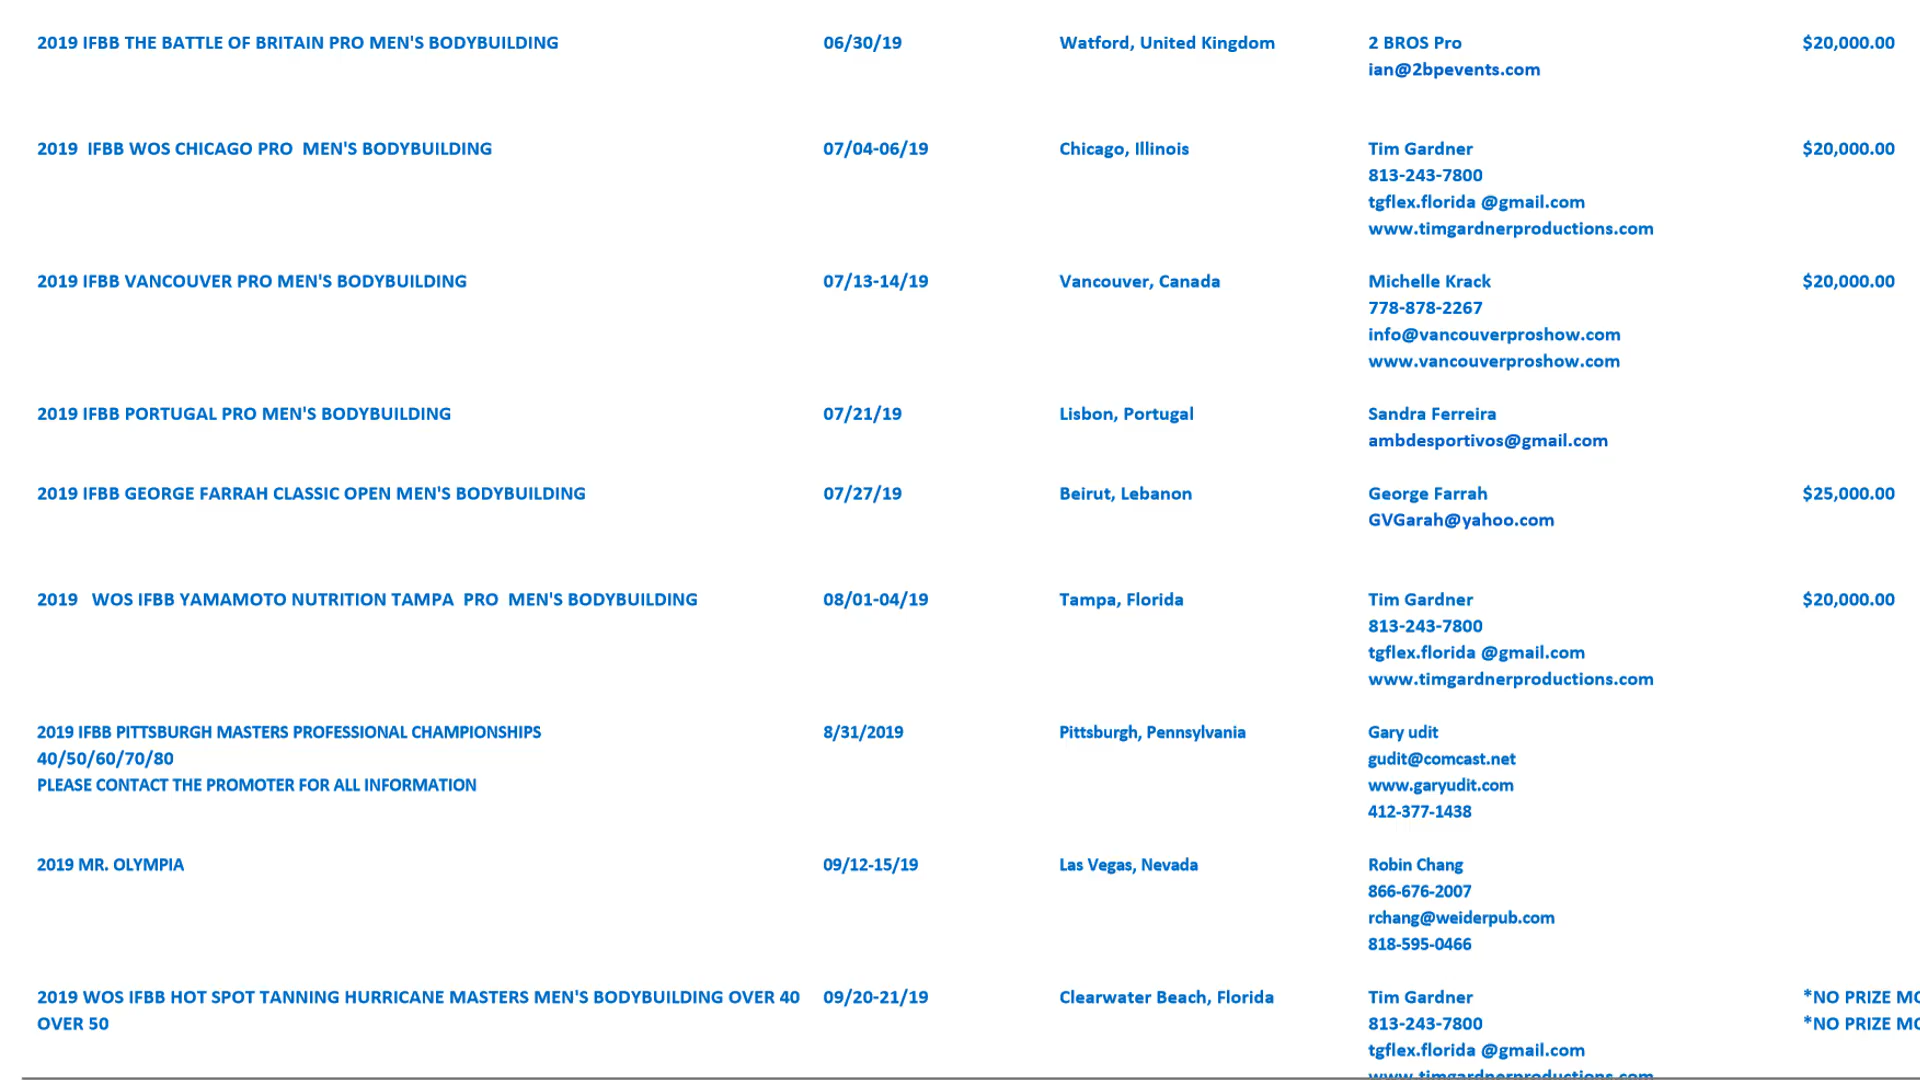 2019 IFBB THE BATTLE OF BRITAIN PRO MEN'S BODYBUILDING 06/30/19 Watford, United Kingdom 2 BROS Pro $20,000.00
ian@2bpevents.com
2019 IFBB WOS CHICAGO PRO MEN'S BODYBUILDING 07/04-06/19 Chicago, Illinois Tim Gardner $20,000.00
813-243-7800
tgflex.florida @gmail.com
www.timgardnerproductions.com
2019 IFBB VANCOUVER PRO MEN'S BODYBUILDING 07/13-14/19 Vancouver, Canada Michelle Krack $20,000.00
778-878-2267
info@vancouverproshow.com
www.vancouverproshow.com
2019 IFBB PORTUGAL PRO MEN'S BODYBUILDING 07/21/19 Lisbon, Portugal Sandra Ferreira
ambdesportivos@gmail.com
2019 IFBB GEORGE FARRAH CLASSIC OPEN MEN'S BODYBUILDING 07/27/19 Beirut, Lebanon George Farrah $25,000.00
GVGarah@yahoo.com
2019 WOS IFBB YAMAMOTO NUTRITION TAMPA PRO MEN'S BODYBUILDING 08/01-04/19 Tampa, Florida Tim Gardner $20,000.00
813-243-7800
tgflex.florida @gmail.com
www.timgardnerproductions.com
2019 IFBB PITTSBURGH MASTERS PROFESSIONAL CHAMPIONSHIPS 8/31/2019 Pittsburgh, Pennsylvania Gary udit
40/50/60/70/80 gudit@comcast.net
PLEASE CONTACT THE PROMOTER FOR ALL INFORMATION www.garyudit.com
412-377-1438
2019 MR. OLYMPIA 09/12-15/19 Las Vegas, Nevada Robin Chang
866-676-2007
rchang@weiderpub.com
818-595-0466
2019 WOS IFBB HOT SPOT TANNING HURRICANE MASTERS MEN'S BODYBUILDING OVER 40 09/20-21/19 Clearwater Beach, Florida Tim Gardner *NO PRIZE MO
OVER 50 813-243-7800 *NO PRIZE MO
tgflex.florida @gmail.com
www.timgardnerproductions.com